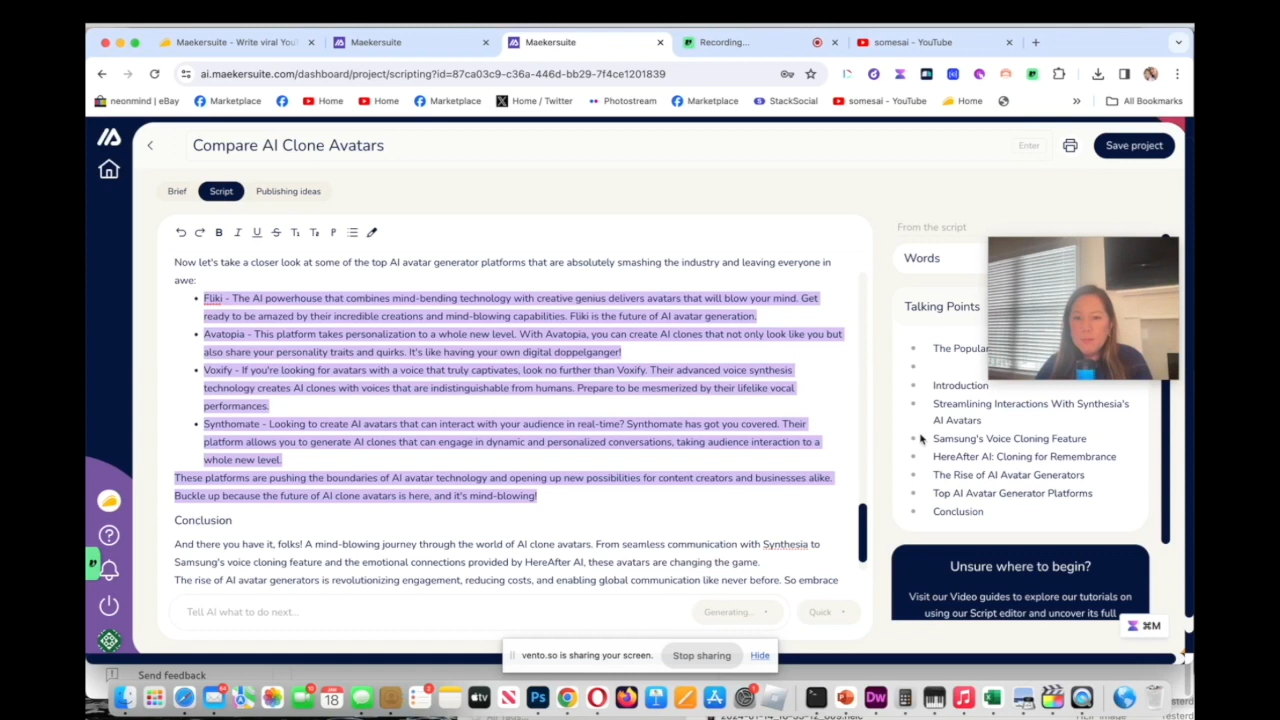 Maekersuite - Write viral You
Maekersuite
Maekersuite
Recording...
somesai - YouTube
ai.maekersuite.com/dashboard/project/scripting?id=87ca03c9-c36a-446d-bb29-7f4ce1201839
neonmind | eBay
Marketplace
Home
Home
Marketplace
Home / Twitter
Photostream
Marketplace
StackSocial
somesai - YouTube
Home
»
All Bookmarks
Compare AI Clone Avatars
Enter
Save project
Brief
Script
Publishing ideas
From the script
Words
B I U S T₁ T₂ P
Now let's take a closer look at some of the top AI avatar generator platforms that are absolutely smashing the industry and leaving everyone in
awe:
• Fliki - The AI powerhouse that combines mind-bending technology with creative genius delivers avatars that will blow your mind. Get
ready to be amazed by their incredible creations and mind-blowing capabilities. Fliki is the future of AI avatar generation.
• Avatopia - This platform takes personalization to a whole new level. With Avatopia, you can create AI clones that not only look like you but
also share your personality traits and quirks. It's like having your own digital doppelganger!
• Voxify - If you're looking for avatars with a voice that truly captivates, look no further than Voxify. Their advanced voice synthesis
technology creates AI clones with voices that are indistinguishable from humans. Prepare to be mesmerized by their lifelike vocal
performances.
• Synthomate - Looking to create AI avatars that can interact with your audience in real-time? Synthomate has got you covered. Their
platform allows you to generate AI clones that can engage in dynamic and personalized conversations, taking audience interaction to a
whole new level.
These platforms are pushing the boundaries of AI avatar technology and opening up new possibilities for content creators and businesses alike.
Buckle up because the future of AI clone avatars is here, and it's mind-blowing!
Conclusion
And there you have it, folks! A mind-blowing journey through the world of AI clone avatars. From seamless communication with Synthesia to
Samsung's voice cloning feature and the emotional connections provided by HereAfter AI, these avatars are changing the game.
The rise of AI avatar generators is revolutionizing engagement, reducing costs, and enabling global communication like never before. So embrace
Tell AI what to do next...
Generating...
Quick
Talking Points
The Popula
Introduction
Streamlining Interactions With Synthesia's
AI Avatars
Samsung's Voice Cloning Feature
HereAfter AI: Cloning for Remembrance
The Rise of AI Avatar Generators
Top AI Avatar Generator Platforms
Conclusion
Unsure where to begin?
Visit our Video guides to explore our tutorials on
using our Script editor and uncover its full
⌘M
vento.so is sharing your screen.
Stop sharing
Hide
Send feedback